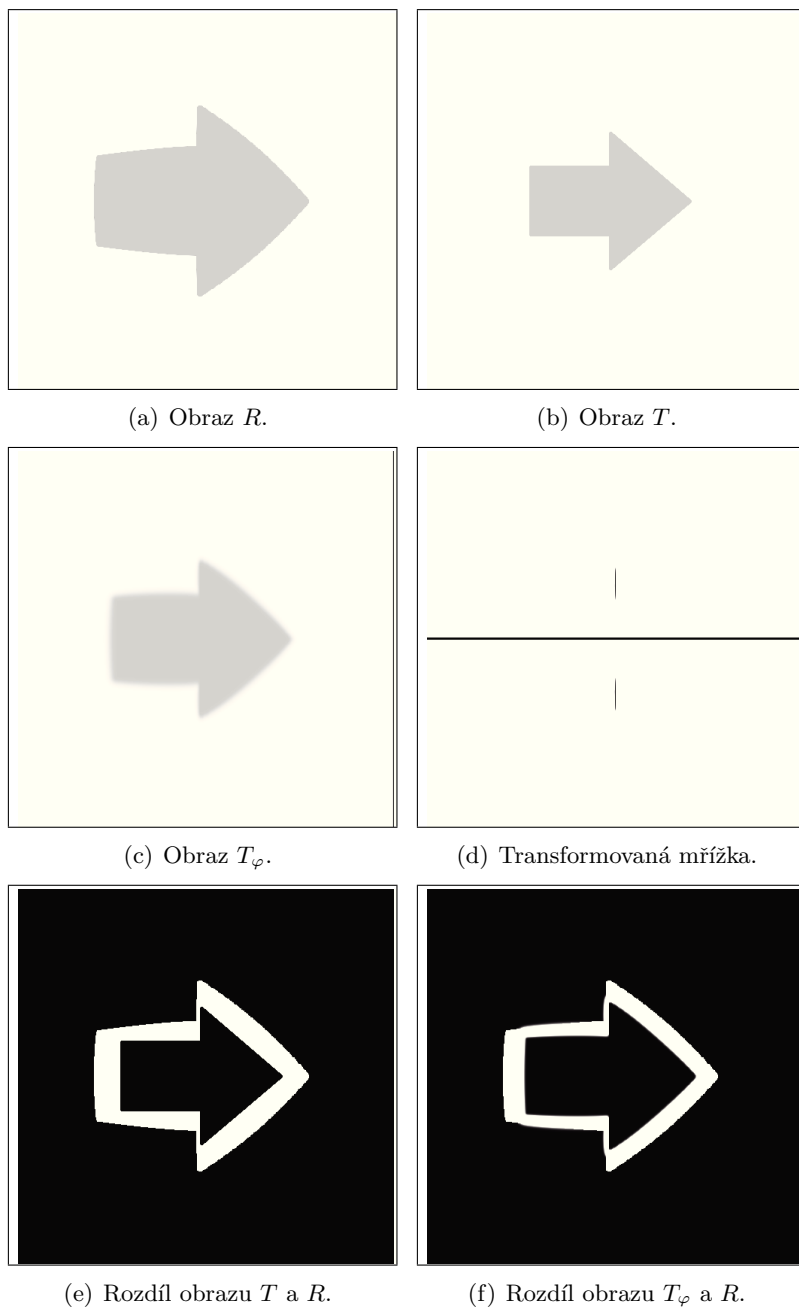 (a) Obraz R.
(b) Obraz T.
(c) Obraz Tφ.
(d) Transformovaná mřížka.
(e) Rozdíl obrazu T a R.
(f) Rozdíl obrazu Tφ a R.